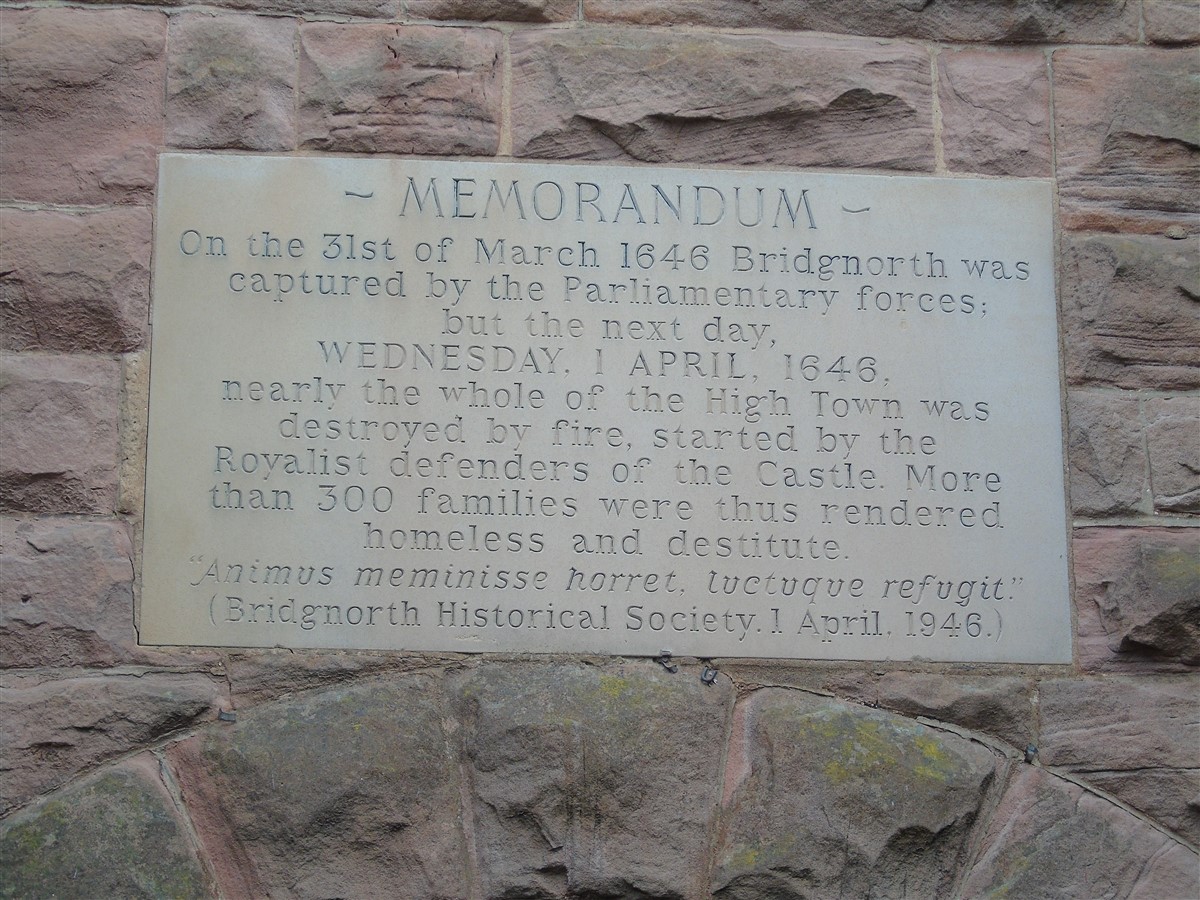 ~ MEMORANDUM ~
On the 31st of March 1646 Bridgnorth was
captured by the Parliamentary forces;
but the next day,
WEDNESDAY, 1 APRIL, 1646,
nearly the whole of the High Town was
destroyed by fire, started by the
Royalist defenders of the Castle. More
than 300 families were thus rendered
homeless and destitute.
"Animus meminisse horret, luctuque refugit."
(Bridgnorth Historical Society. 1 April, 1946.)